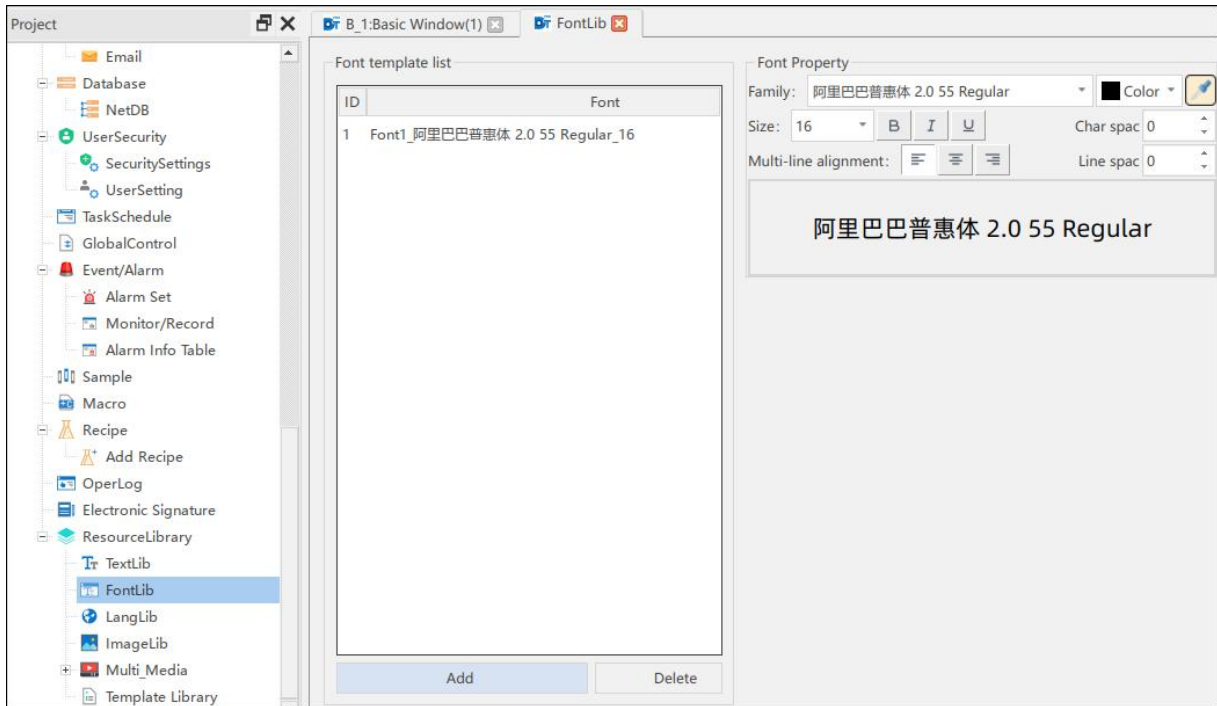 Project
Email
Database
NetDB
UserSecurity
SecuritySettings
UserSetting
TaskSchedule
GlobalControl
Event/Alarm
Alarm Set
Monitor/Record
Alarm Info Table
Sample
Macro
Recipe
Add Recipe
OperLog
Electronic Signature
ResourceLibrary
TextLib
FontLib
LangLib
ImageLib
Multi_Media
Template Library
B_1:Basic Window(1)
FontLib
Font template list
ID Font
1 Font1_阿里巴巴普惠体 2.0 55 Regular_16
Add Delete
Font Property
Family: 阿里巴巴普惠体 2.0 55 Regular Color
Size: 16 B I U Char spac 0
Multi-line alignment: Line spac 0
阿里巴巴普惠体 2.0 55 Regular